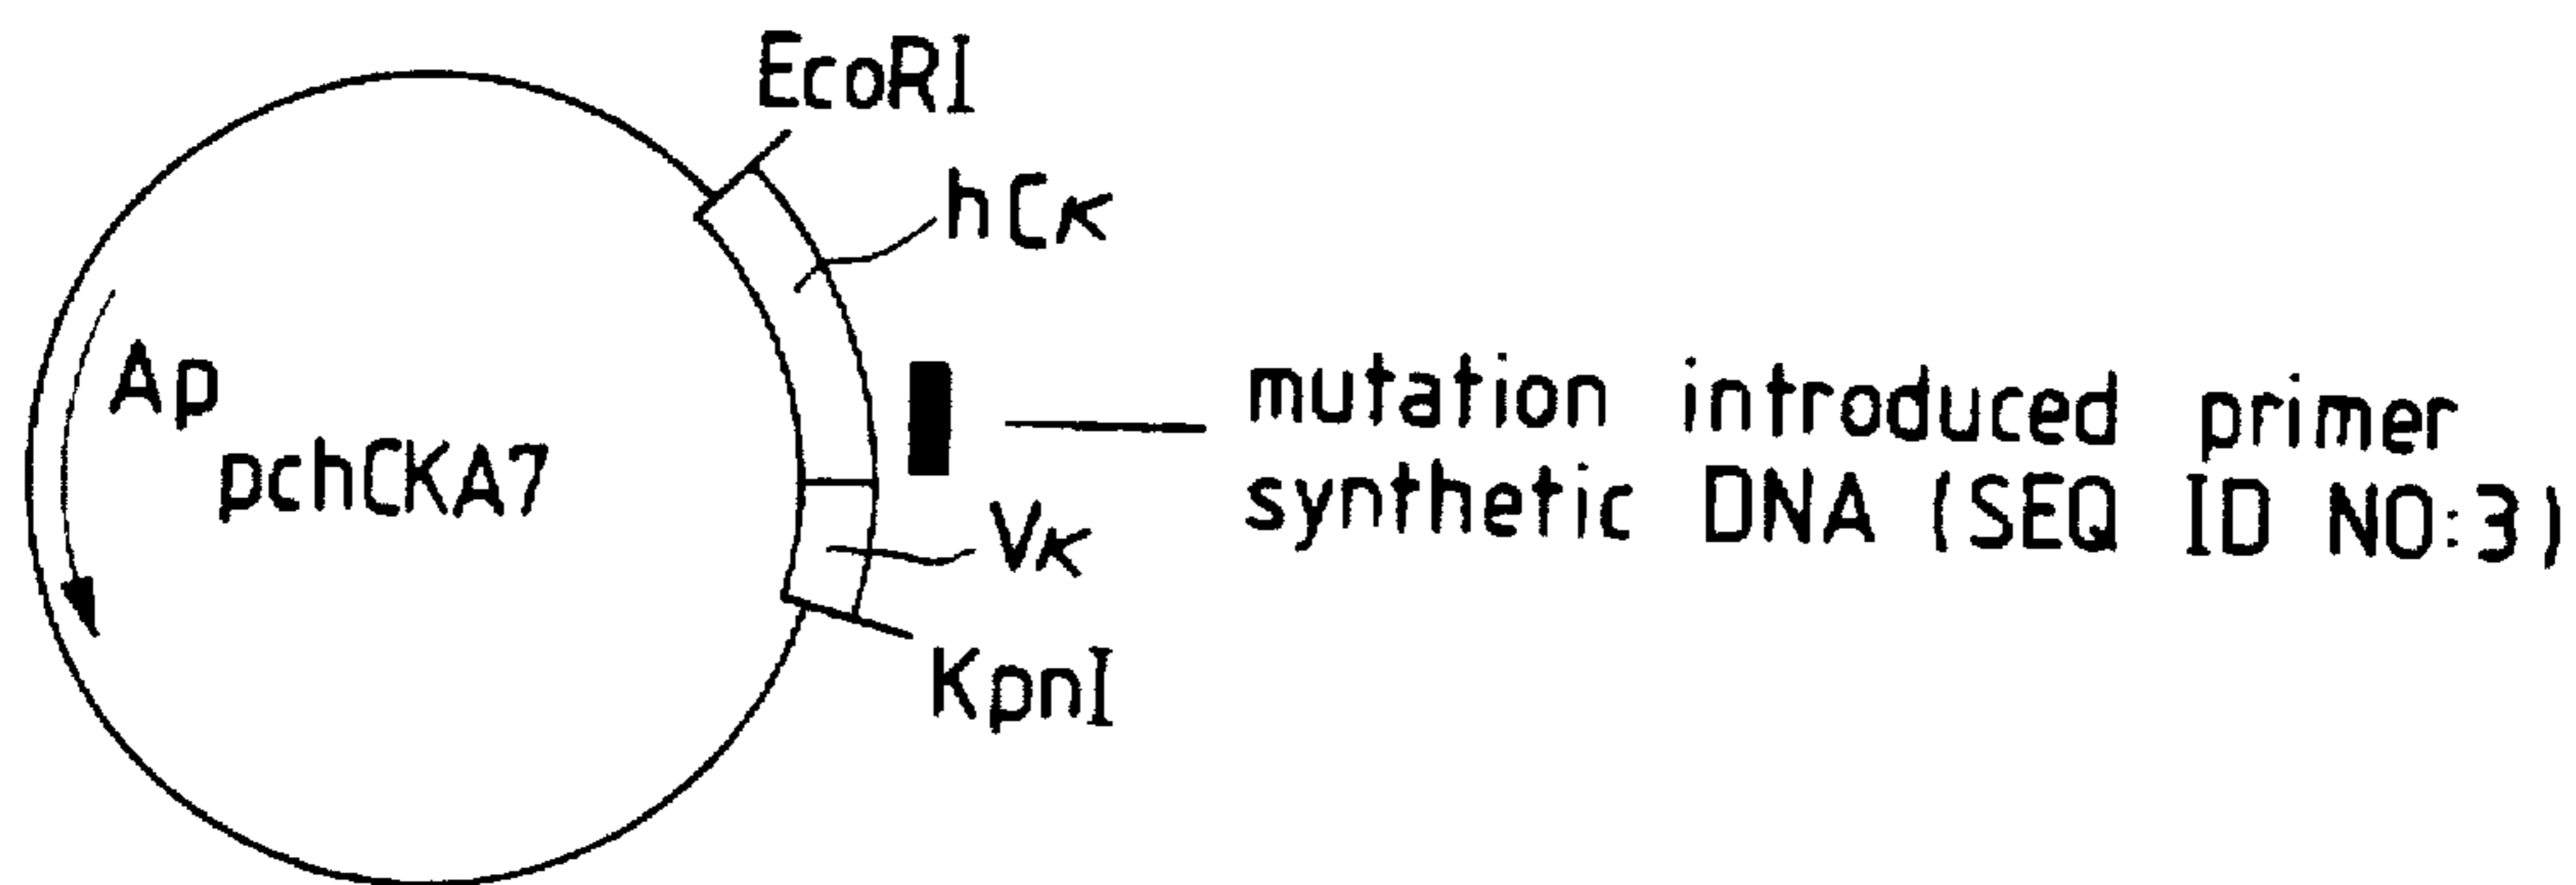 EcoRI
hCκ
Ap
pchCKA7
mutation introduced primer
synthetic DNA (SEQ ID NO:3)
Vκ
KpnI